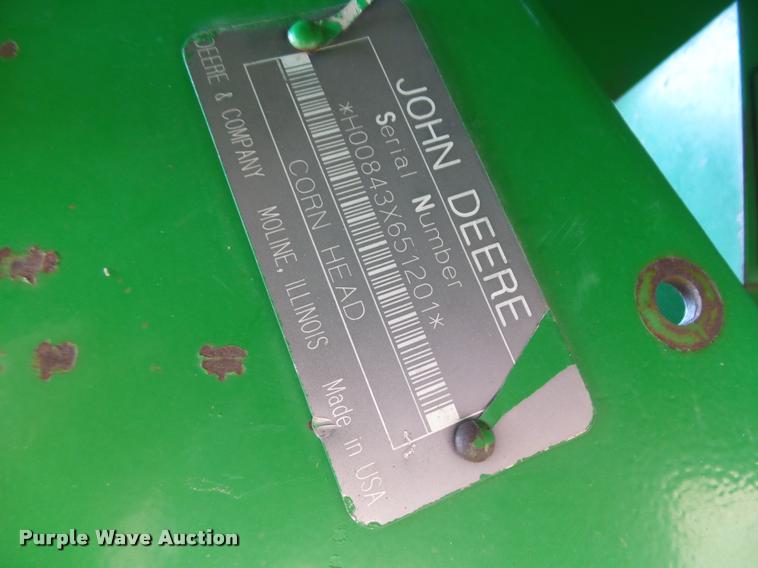 JOHN DEERE
Serial Number
*H00843X651201*
CORN HEAD
DEERE & COMPANY MOLINE, ILLINOIS Made in USA
Purple Wave Auction